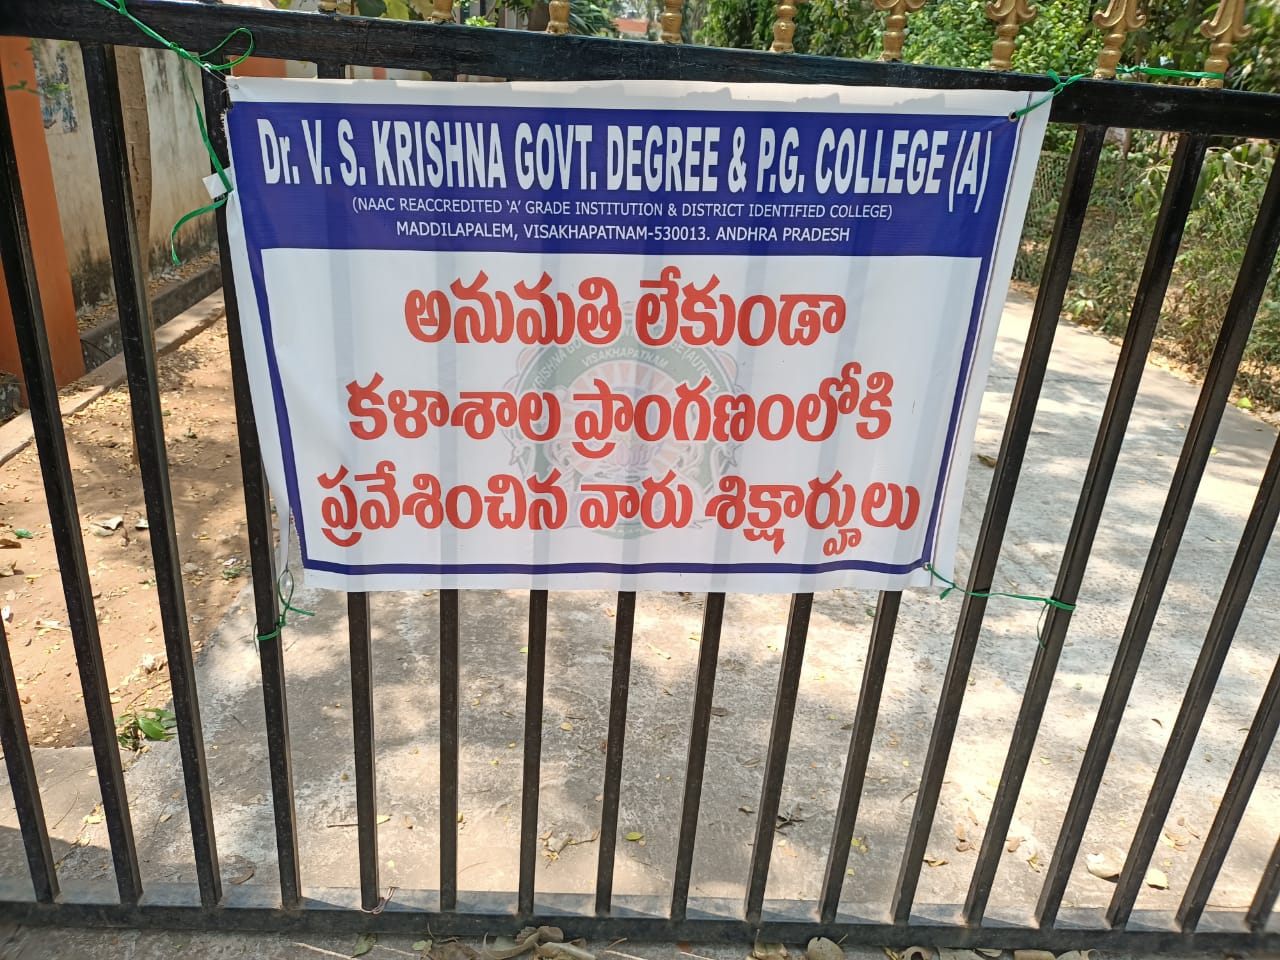 Dr. V. S. KRISHNA GOVT. DEGREE & P.G. COLLEGE (A)
(NAAC REACCREDITED 'A' GRADE INSTITUTION & DISTRICT IDENTIFIED COLLEGE)
MADDILAPALEM, VISAKHAPATNAM-530013. ANDHRA PRADESH
అనుమతి లేకుండా
కళాశాల ప్రాంగణంలోకి
ప్రవేశించిన వారు శిక్షార్హులు
VISAKHAPATNAM